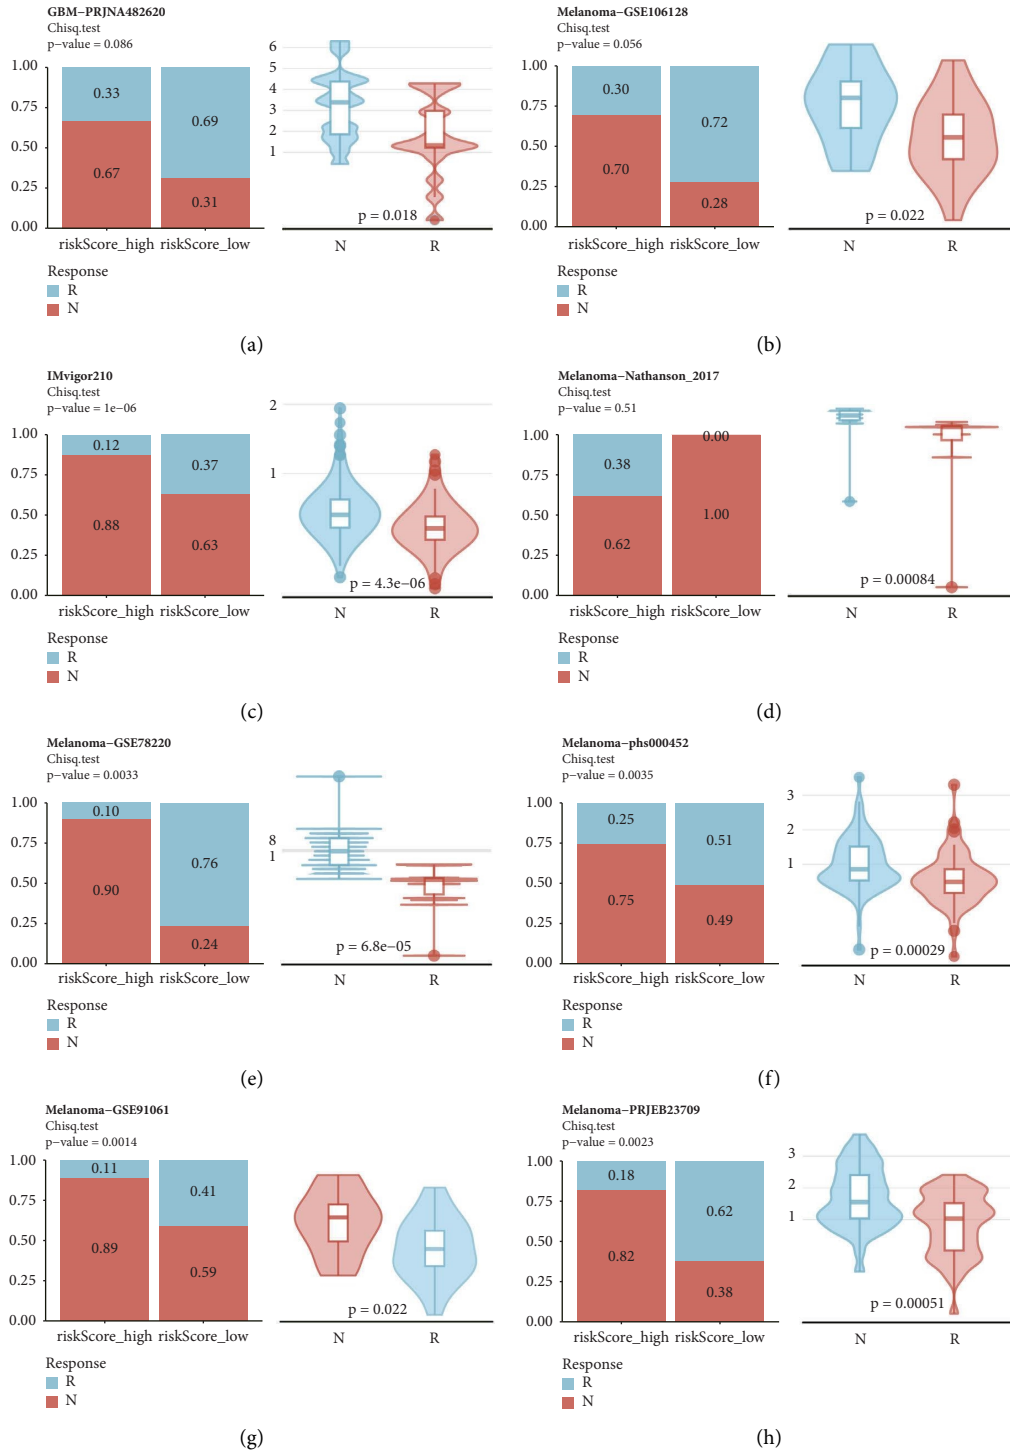 GBM−PRJNA482620
Chisq.test
p−value = 0.086
1.00
0.75
0.50
0.25
0.00
0.33
0.67
0.69
0.31
riskScore_high riskScore_low
Response
R
N
6
5
4
3
2
1
p = 0.018
N R
(a)
Melanoma−GSE106128
Chisq.test
p−value = 0.056
1.00
0.75
0.50
0.25
0.00
0.30
0.70
0.72
0.28
riskScore_high riskScore_low
Response
R
N
p = 0.022
N R
(b)
IMvigor210
Chisq.test
p−value = 1e−06
1.00
0.75
0.50
0.25
0.00
0.12
0.88
0.37
0.63
riskScore_high riskScore_low
Response
R
N
2
1
p = 4.3e−06
N R
(c)
Melanoma−Nathanson_2017
Chisq.test
p−value = 0.51
1.00
0.75
0.50
0.25
0.00
0.38
0.62
0.00
1.00
riskScore_high riskScore_low
Response
R
N
p = 0.00084
N R
(d)
Melanoma−GSE78220
Chisq.test
p−value = 0.0033
1.00
0.75
0.50
0.25
0.00
0.10
0.90
0.76
0.24
riskScore_high riskScore_low
Response
R
N
8
1
p = 6.8e−05
N R
(e)
Melanoma−phs000452
Chisq.test
p−value = 0.0035
1.00
0.75
0.50
0.25
0.00
0.25
0.75
0.51
0.49
riskScore_high riskScore_low
Response
R
N
3
2
1
p = 0.00029
N R
(f)
Melanoma−GSE91061
Chisq.test
p−value = 0.0014
1.00
0.75
0.50
0.25
0.00
0.11
0.89
0.41
0.59
riskScore_high riskScore_low
Response
R
N
p = 0.022
N R
(g)
Melanoma−PRJEB23709
Chisq.test
p−value = 0.0023
1.00
0.75
0.50
0.25
0.00
0.18
0.82
0.62
0.38
riskScore_high riskScore_low
Response
R
N
3
2
1
p = 0.00051
N R
(h)